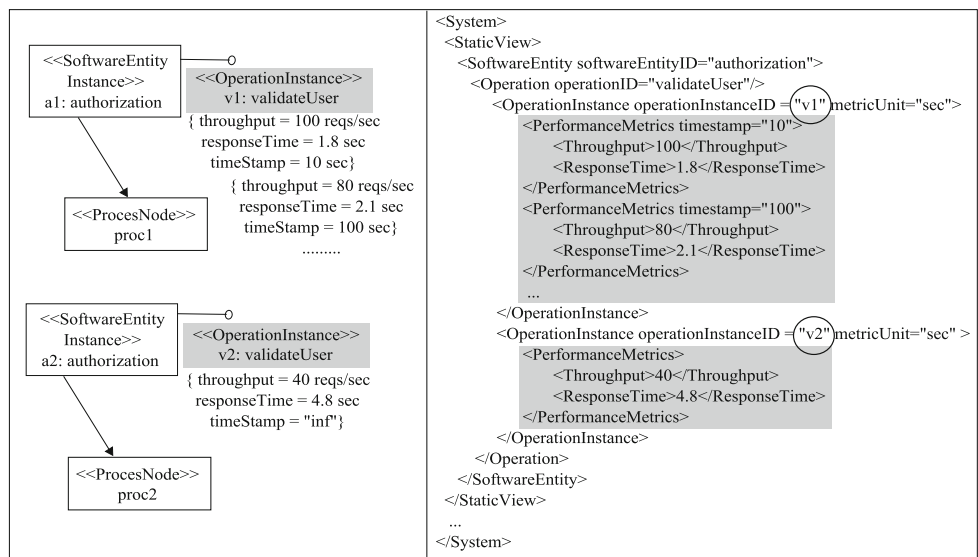 <<SoftwareEntity
Instance>>
a1: authorization
<<OperationInstance>>
v1: validateUser
{ throughput = 100 reqs/sec
responseTime = 1.8 sec
timeStamp = 10 sec}
{ throughput = 80 reqs/sec
responseTime = 2.1 sec
timeStamp = 100 sec}
.........
<<ProcesNode>>
proc1
<<SoftwareEntity
Instance>>
a2: authorization
<<OperationInstance>>
v2: validateUser
{ throughput = 40 reqs/sec
responseTime = 4.8 sec
timeStamp = "inf"}
<<ProcesNode>>
proc2
<System>
<StaticView>
<SoftwareEntity softwareEntityID="authorization">
<Operation operationID="validateUser"/>
<OperationInstance operationInstanceID = "v1" metricUnit="sec">
<PerformanceMetrics timestamp="10">
<Throughput>100</Throughput>
<ResponseTime>1.8</ResponseTime>
</PerformanceMetrics>
<PerformanceMetrics timestamp="100">
<Throughput>80</Throughput>
<ResponseTime>2.1</ResponseTime>
</PerformanceMetrics>
...
</OperationInstance>
<OperationInstance operationInstanceID = "v2" metricUnit="sec" >
<PerformanceMetrics>
<Throughput>40</Throughput>
<ResponseTime>4.8</ResponseTime>
</PerformanceMetrics>
</OperationInstance>
</Operation>
</SoftwareEntity>
</StaticView>
...
</System>